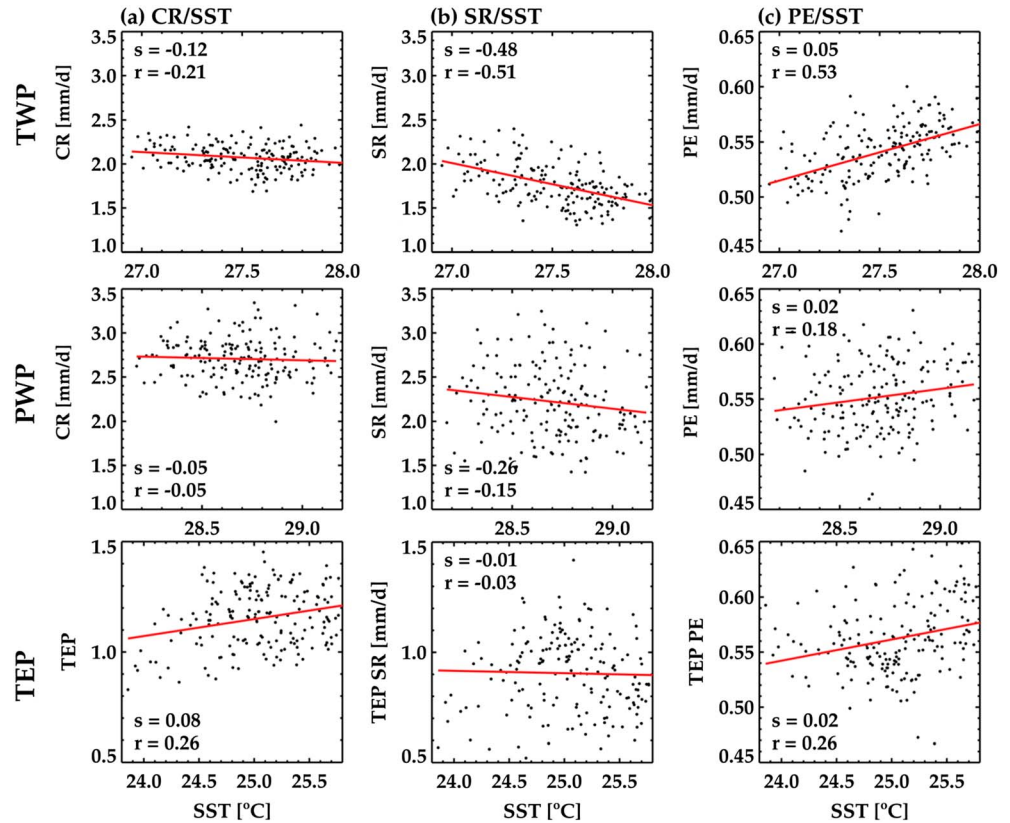 (a) CR/SST (b) SR/SST (c) PE/SST
TWP
CR [mm/d]
3.5
3.0
2.5
2.0
1.5
1.0
s = -0.12
r = -0.21
27.0 27.5 28.0
SR [mm/d]
3.5
3.0
2.5
2.0
1.5
1.0
s = -0.48
r = -0.51
27.0 27.5 28.0
PE [mm/d]
0.65
0.60
0.55
0.50
0.45
s = 0.05
r = 0.53
27.0 27.5 28.0
PWP
CR [mm/d]
3.5
3.0
2.5
2.0
1.5
1.0
s = -0.05
r = -0.05
28.5 29.0
SR [mm/d]
3.5
3.0
2.5
2.0
1.5
1.0
s = -0.26
r = -0.15
28.5 29.0
PE [mm/d]
0.65
0.60
0.55
0.50
0.45
s = 0.02
r = 0.18
28.5 29.0
TEP
TEP
1.5
1.0
0.5
s = 0.08
r = 0.26
24.0 24.5 25.0 25.5
SST [ºC]
TEP SR [mm/d]
1.5
1.0
0.5
s = -0.01
r = -0.03
24.0 24.5 25.0 25.5
SST [ºC]
TEP PE
0.65
0.60
0.55
0.50
0.45
s = 0.02
r = 0.26
24.0 24.5 25.0 25.5
SST [ºC]